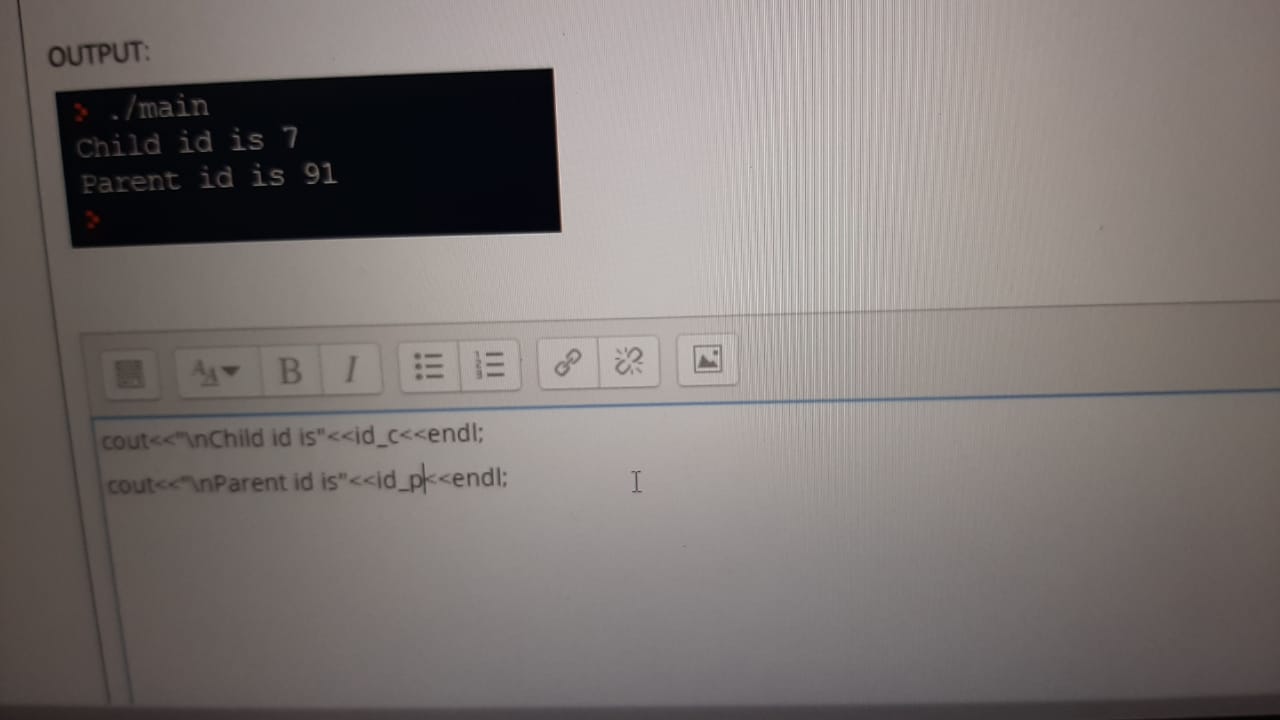 OUTPUT:
> ./main
Child id is 7
Parent id is 91
>
B I
cout<<"\nChild id is"<<id_c<<endl;
cout<<"\nParent id is"<<id_p<<endl;